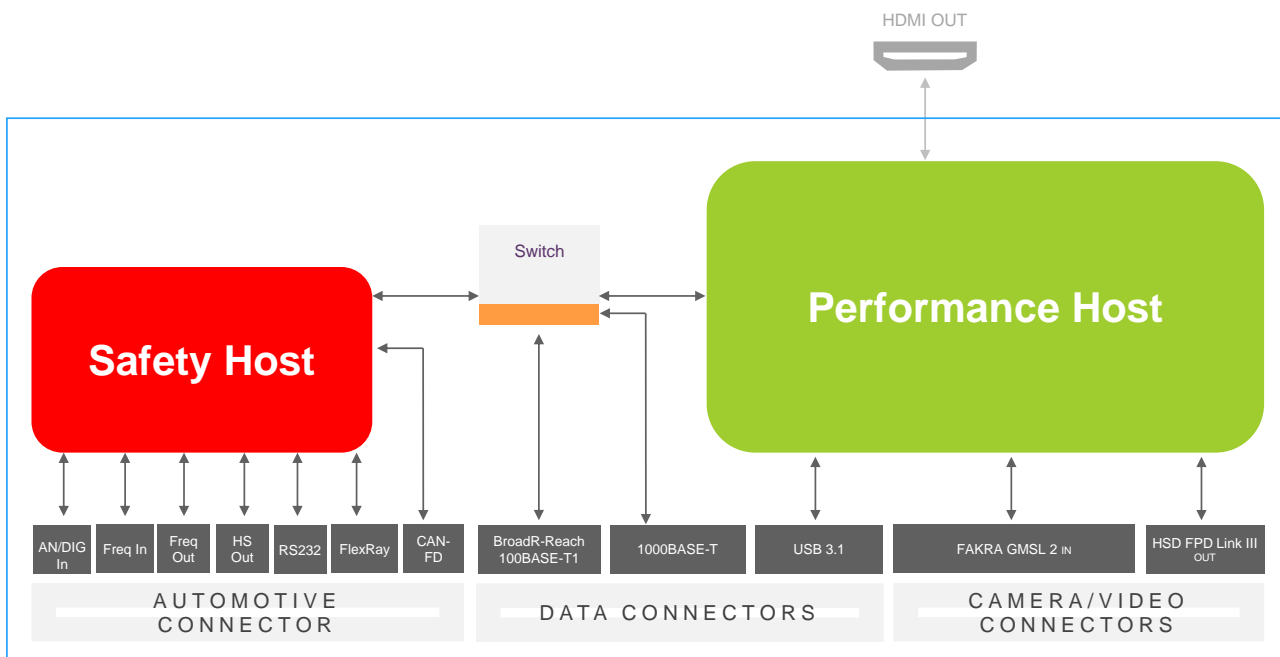 HDMI OUT
Switch
Performance Host
Safety Host
AN/DIG
In
Freq In
Freq
Out
HS
Out
RS232
FlexRay
CAN-
FD
BroadR-Reach
100BASE-T1
1000BASE-T
USB 3.1
FAKRA GMSL 2 IN
HSD FPD Link III
OUT
AUTOMOTIVE
CONNECTOR
DATA CONNECTORS
CAMERA/VIDEO
CONNECTORS